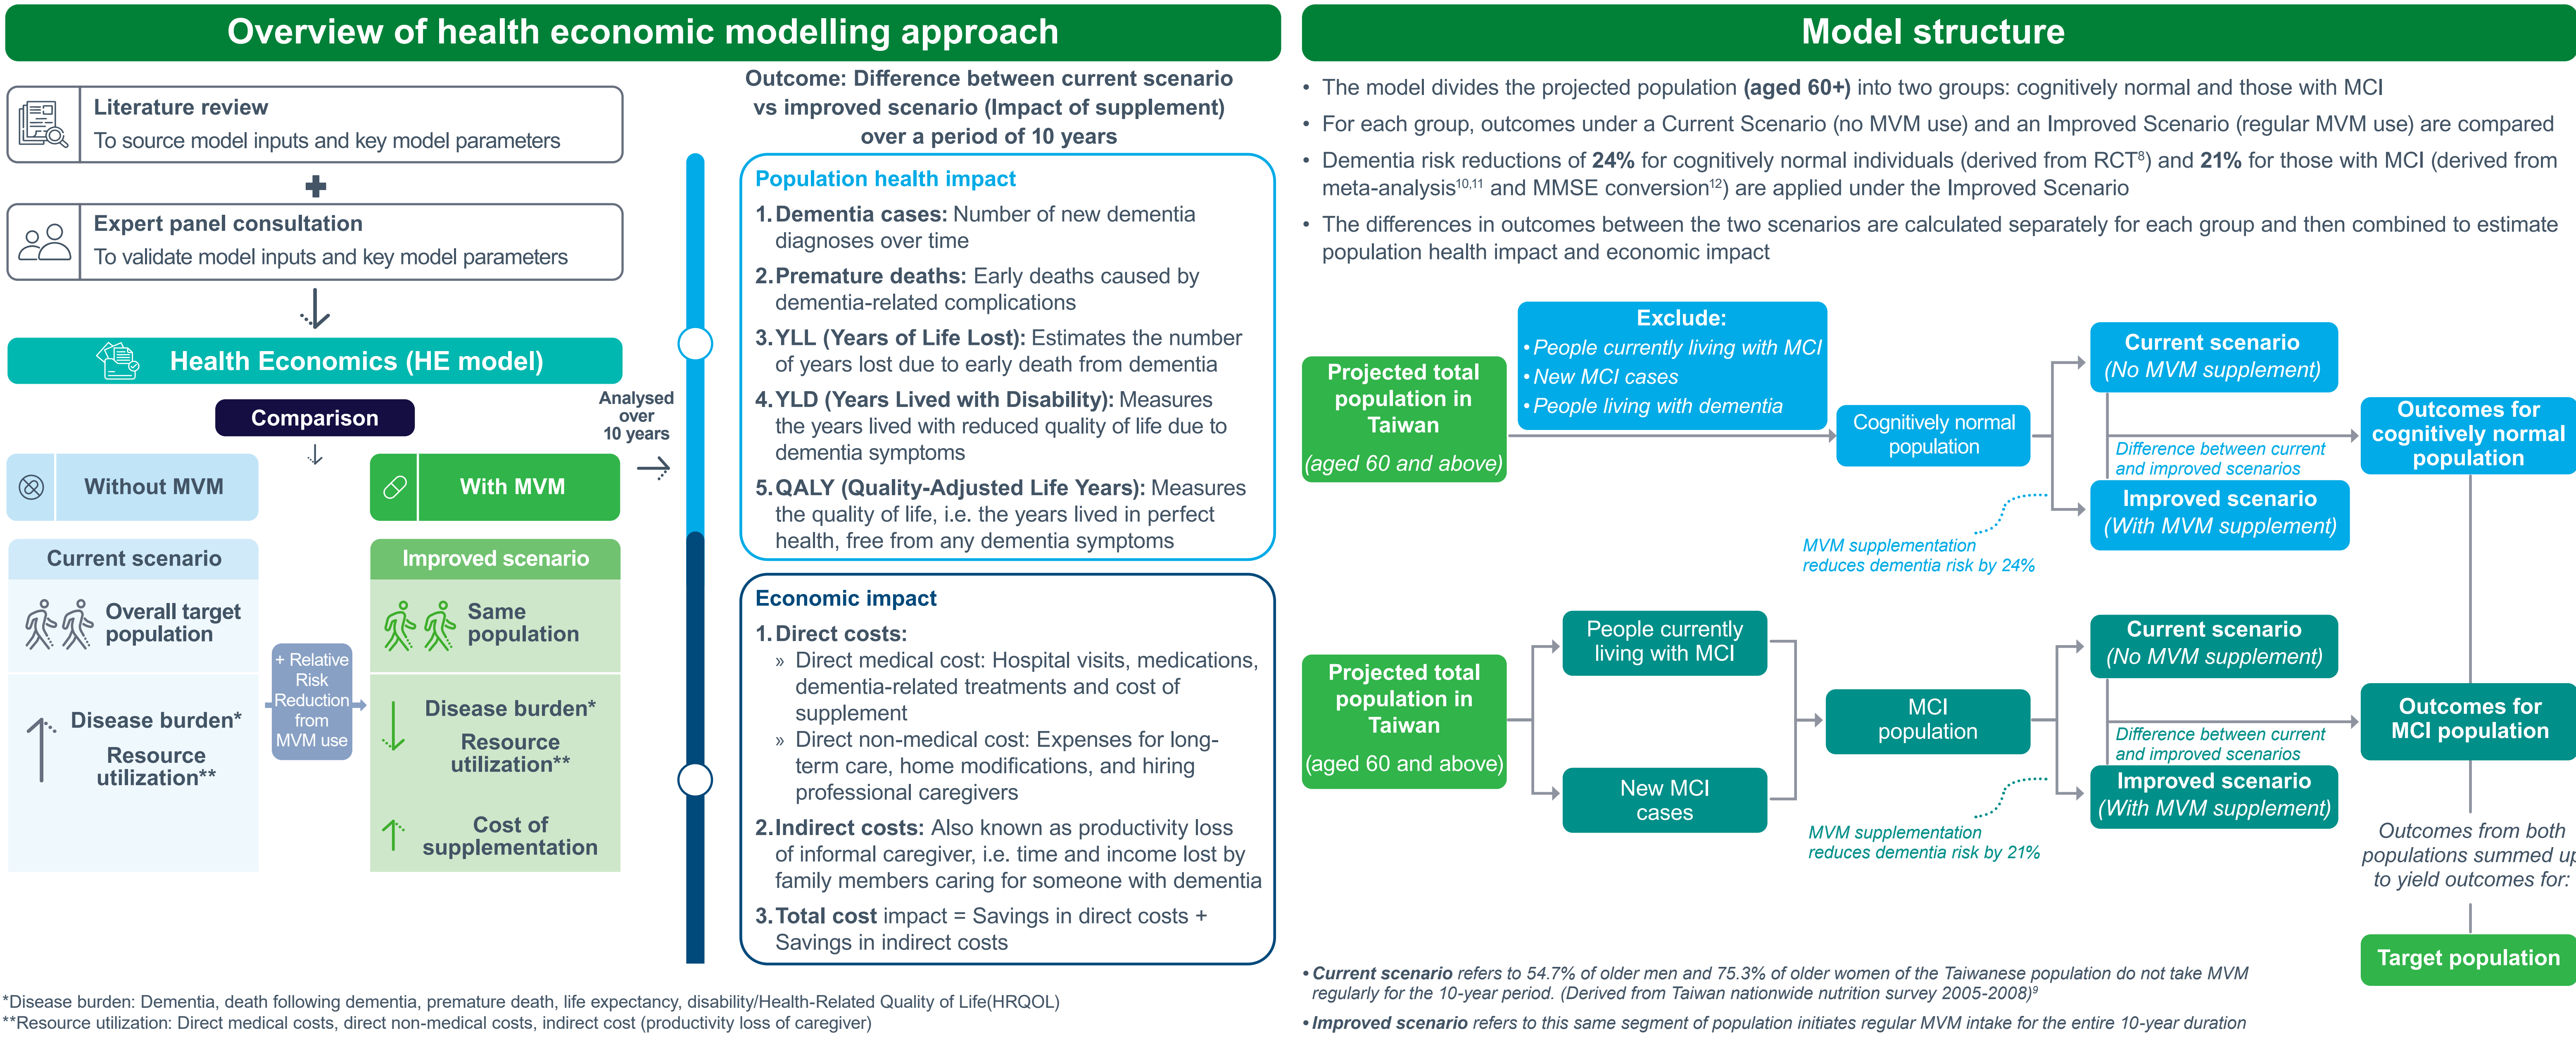 Overview of health economic modelling approach
Literature review
To source model inputs and key model parameters
Expert panel consultation
To validate model inputs and key model parameters
Health Economics (HE model)
Comparison
Without MVM
With MVM
Current scenario
Overall target
population
Disease burden*
Resource
utilization**
+ Relative
Risk
Reduction
from
MVM use
Improved scenario
Same
population
Disease burden*
Resource
utilization**
Cost of
supplementation
Analysed
over
10 years
Outcome: Difference between current scenario
vs improved scenario (Impact of supplement)
over a period of 10 years
Population health impact
1. Dementia cases: Number of new dementia
diagnoses over time
2. Premature deaths: Early deaths caused by
dementia-related complications
3. YLL (Years of Life Lost): Estimates the number
of years lost due to early death from dementia
4. YLD (Years Lived with Disability): Measures
the years lived with reduced quality of life due to
dementia symptoms
5. QALY (Quality-Adjusted Life Years): Measures
the quality of life, i.e. the years lived in perfect
health, free from any dementia symptoms
Economic impact
1. Direct costs:
» Direct medical cost: Hospital visits, medications,
dementia-related treatments and cost of
supplement
» Direct non-medical cost: Expenses for long-
term care, home modifications, and hiring
professional caregivers
2. Indirect costs: Also known as productivity loss
of informal caregiver, i.e. time and income lost by
family members caring for someone with dementia
3. Total cost impact = Savings in direct costs +
Savings in indirect costs
*Disease burden: Dementia, death following dementia, premature death, life expectancy, disability/Health-Related Quality of Life(HRQOL)
**Resource utilization: Direct medical costs, direct non-medical costs, indirect cost (productivity loss of caregiver)
Model structure
• The model divides the projected population (aged 60+) into two groups: cognitively normal and those with MCI
• For each group, outcomes under a Current Scenario (no MVM use) and an Improved Scenario (regular MVM use) are compared
• Dementia risk reductions of 24% for cognitively normal individuals (derived from RCT8) and 21% for those with MCI (derived from
meta-analysis10,11 and MMSE conversion12) are applied under the Improved Scenario
• The differences in outcomes between the two scenarios are calculated separately for each group and then combined to estimate
population health impact and economic impact
Projected total
population in
Taiwan
(aged 60 and above)
Exclude:
• People currently living with MCI
• New MCI cases
• People living with dementia
Cognitively normal
population
Current scenario
(No MVM supplement)
Difference between current
and improved scenarios
Improved scenario
(With MVM supplement)
MVM supplementation
reduces dementia risk by 24%
Outcomes for
cognitively normal
population
Projected total
population in
Taiwan
(aged 60 and above)
People currently
living with MCI
New MCI
cases
MCI
population
Current scenario
(No MVM supplement)
Difference between current
and improved scenarios
Improved scenario
(With MVM supplement)
MVM supplementation
reduces dementia risk by 21%
Outcomes for
MCI population
Outcomes from both
populations summed up
to yield outcomes for:
Target population
• Current scenario refers to 54.7% of older men and 75.3% of older women of the Taiwanese population do not take MVM
regularly for the 10-year period. (Derived from Taiwan nationwide nutrition survey 2005-2008)9
• Improved scenario refers to this same segment of population initiates regular MVM intake for the entire 10-year duration